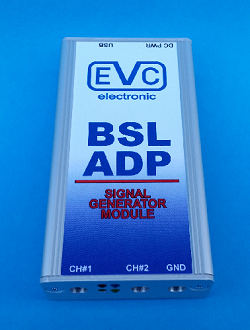 USB DC PWR
EVC
electronic
BSL
ADP
SIGNAL
GENERATOR
MODULE
CH#1 CH#2 GND